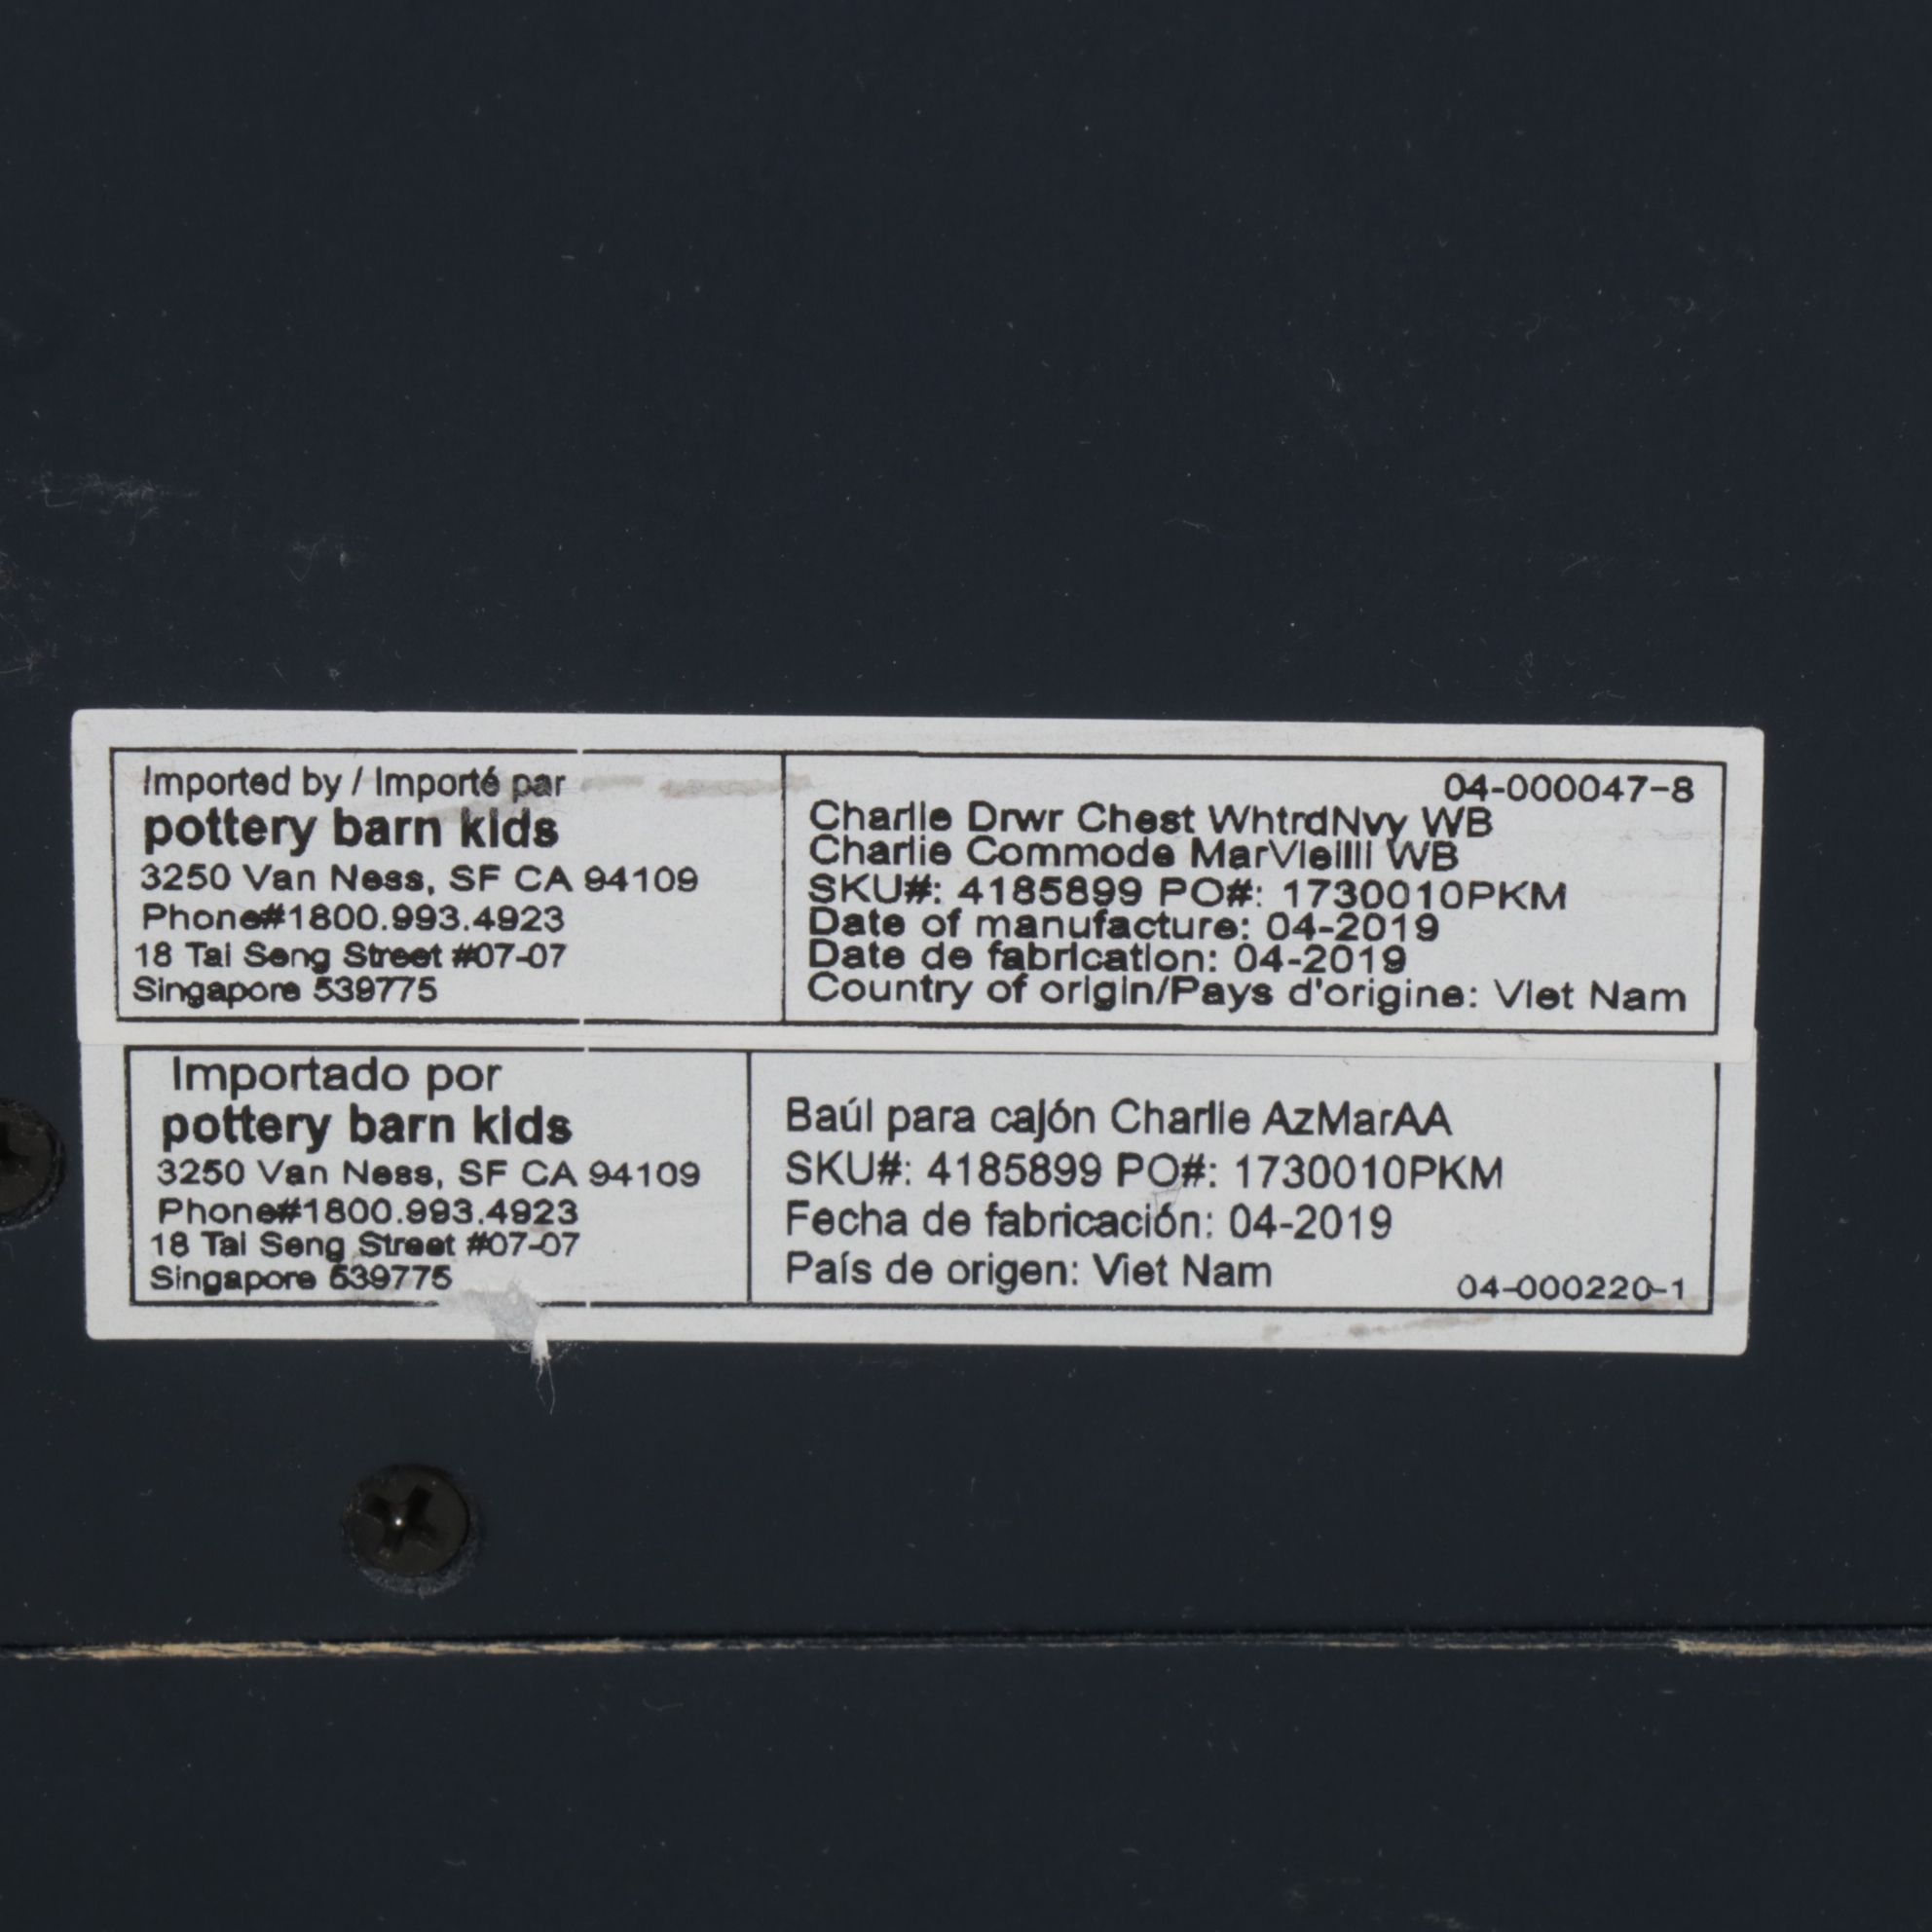 Imported by / Importé par
pottery barn kids
3250 Van Ness, SF CA 94109
Phone#1800.993.4923
18 Tai Seng Street #07-07
Singapore 539775
04-000047-8
Charlie Drwr Chest WhtrdNvy WB
Charlie Commode MarVieilli WB
SKU#: 4185899 PO#: 1730010PKM
Date of manufacture: 04-2019
Date de fabrication: 04-2019
Country of origin/Pays d'origine: Viet Nam
Importado por
pottery barn kids
3250 Van Ness, SF CA 94109
Phone#1800.993.4923
18 Tai Seng Street #07-07
Singapore 539775
Baúl para cajón Charlie AzMarAA
SKU#: 4185899 PO#: 1730010PKM
Fecha de fabricación: 04-2019
País de origen: Viet Nam
04-000220-1